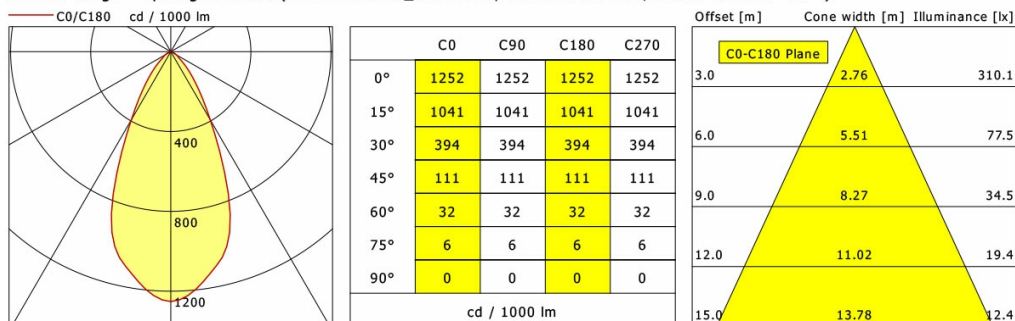 C0/C180 cd / 1000 lm
400
800
1200
C0 C90 C180 C270
0° 1252 1252 1252 1252
15° 1041 1041 1041 1041
30° 394 394 394 394
45° 111 111 111 111
60° 32 32 32 32
75° 6 6 6 6
90° 0 0 0 0
cd / 1000 lm
Offset [m] Cone width [m] Illuminance [lx]
C0-C180 Plane
3.0 2.76 310.1
6.0 5.51 77.5
9.0 8.27 34.5
12.0 11.02 19.4
15.0 13.78 12.4